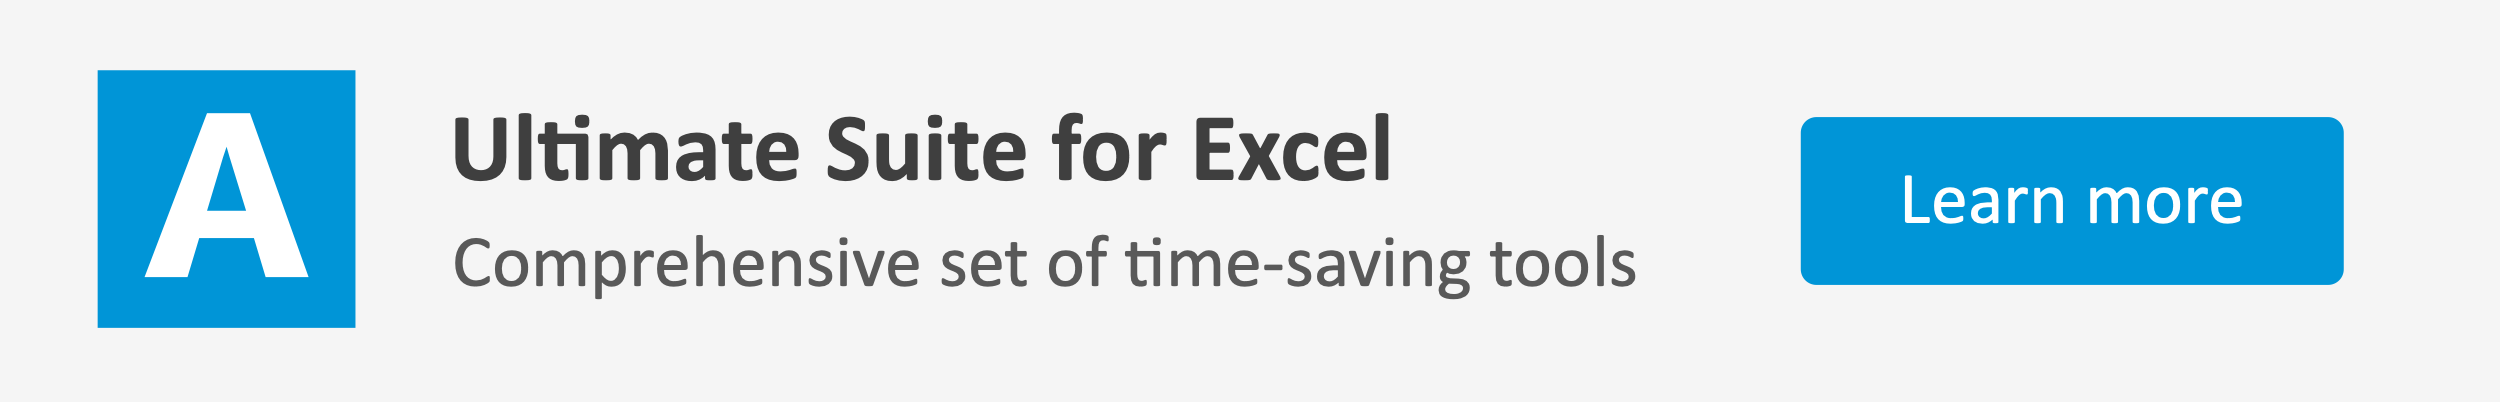 A
Ultimate Suite for Excel
Comprehensive set of time-saving tools
Learn more